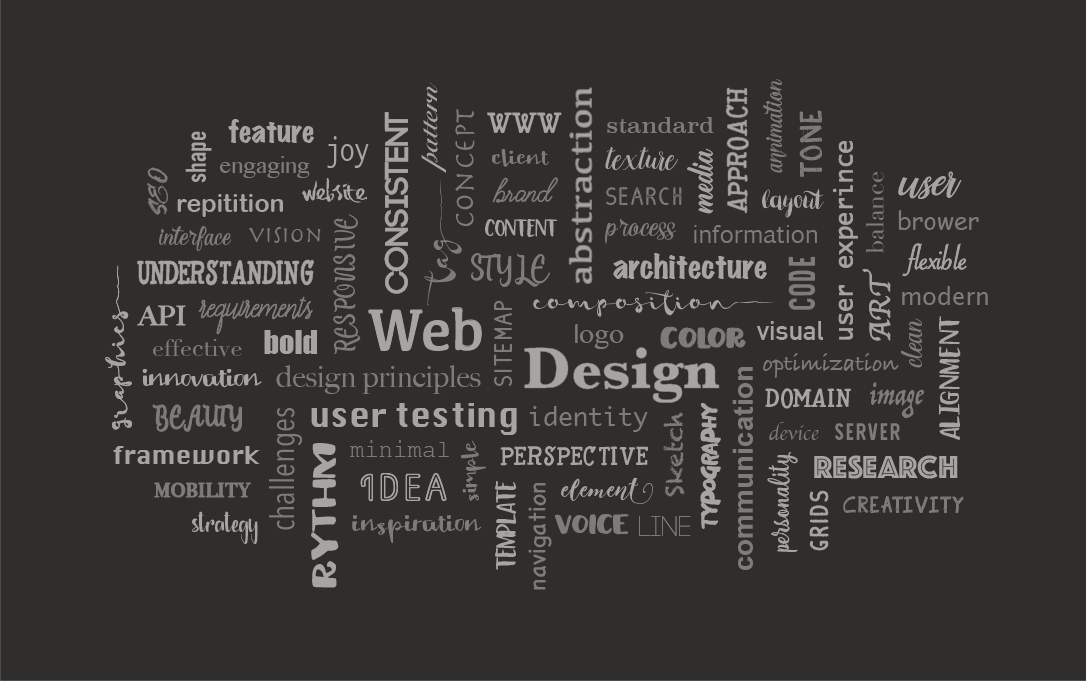 shape
feature
joy
engaging
SEO
repitition
website
CONSISTENT
pattern
CONCEPT
WWW
client
brand
CONTENT
abstraction
standard
texture
SEARCH
process
media
APPROACH
annimation
TONE
layout
information
user experince
balance
user
brower
flexible
modern
interface
VISION
RESPONSIVE
UNDERSTANDING
tag
STYLE
architecture
CODE
ART
graphics
API
requirements
effective
bold
Web
SITEMAP
composition
logo
COLOR
visual
clean
ALIGNMENT
innovation
design principles
Design
optimization
DOMAIN
image
BEAUTY
challenges
user testing
identity
Sketch
TYPOGRAPHY
communication
device
SERVER
framework
RYTHM
minimal
simple
PERSPECTIVE
personality
RESEARCH
MOBILITY
IDEA
TEMPLATE
navigation
element
GRIDS
CREATIVITY
strategy
inspiration
VOICE
LINE